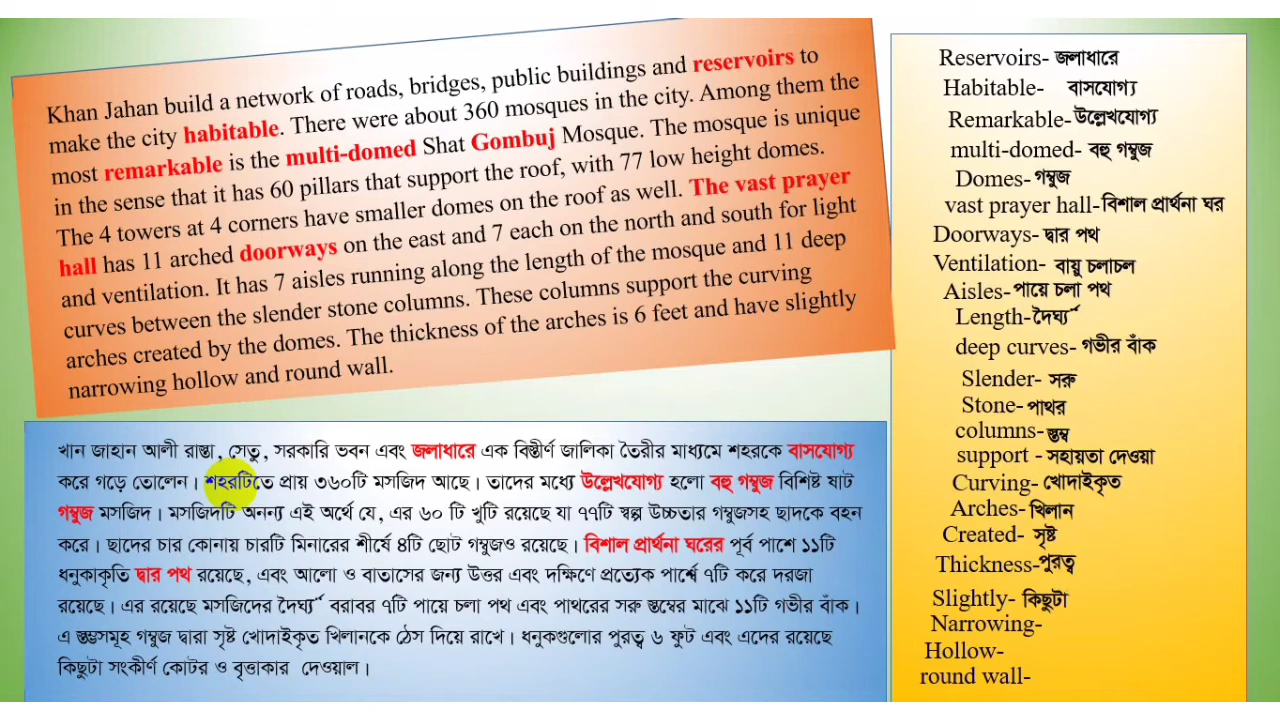 Khan Jahan build a network of roads, bridges, public buildings and reservoirs to
make the city habitable. There were about 360 mosques in the city. Among them the
most remarkable is the multi-domed Shat Gombuj Mosque. The mosque is unique
in the sense that it has 60 pillars that support the roof, with 77 low height domes.
The 4 towers at 4 corners have smaller domes on the roof as well. The vast prayer
hall has 11 arched doorways on the east and 7 each on the north and south for light
and ventilation. It has 7 aisles running along the length of the mosque and 11 deep
curves between the slender stone columns. These columns support the curving
arches created by the domes. The thickness of the arches is 6 feet and have slightly
narrowing hollow and round wall.
খান জাহান আলী রাস্তা, সেতু, সরকারি ভবন এবং জলাধারে এক বিস্তীর্ণ জালিকা তৈরীর মাধ্যমে শহরকে বাসযোগ্য
করে গড়ে তোলেন। শহরটিতে প্রায় ৩৬০টি মসজিদ আছে। তাদের মধ্যে উল্লেখযোগ্য হলো বহু গম্বুজ বিশিষ্ট ষাট
গম্বুজ মসজিদ। মসজিদটি অনন্য এই অর্থে যে, এর ৬০ টি খুটি রয়েছে যা ৭৭টি স্বল্প উচ্চতার গম্বুজসহ ছাদকে বহন
করে। ছাদের চার কোনায় চারটি মিনারের শীর্ষে ৪টি ছোট গম্বুজও রয়েছে। বিশাল প্রার্থনা ঘরের পূর্ব পাশে ১১টি
ধনুকাকৃতি দ্বার পথ রয়েছে, এবং আলো ও বাতাসের জন্য উত্তর এবং দক্ষিণে প্রত্যেক পার্শ্বে ৭টি করে দরজা
রয়েছে। এর রয়েছে মসজিদের দৈর্ঘ্য বরাবর ৭টি পায়ে চলা পথ এবং পাথরের সরু স্তম্বের মাঝে ১১টি গভীর বাঁক।
এ স্তম্ভসমূহ গম্বুজ দ্বারা সৃষ্ট খোদাইকৃত খিলানকে ঠেস দিয়ে রাখে। ধনুকগুলোর পুরত্ব ৬ ফুট এবং এদের রয়েছে
কিছুটা সংকীর্ণ কোটর ও বৃত্তাকার দেওয়াল।
Reservoirs- জলাধারে
Habitable- বাসযোগ্য
Remarkable-উল্লেখযোগ্য
multi-domed- বহু গম্বুজ
Domes-গম্বুজ
vast prayer hall-বিশাল প্রার্থনা ঘর
Doorways- দ্বার পথ
Ventilation- বায়ু চলাচল
Aisles-পায়ে চলা পথ
Length-দৈর্ঘ্য
deep curves- গভীর বাঁক
Slender- সরু
Stone-পাথর
columns-স্তম্ব
support -সহায়তা দেওয়া
Curving-খোদাইকৃত
Arches-খিলান
Created- সৃষ্ট
Thickness-পুরত্ব
Slightly- কিছুটা
Narrowing-
Hollow-
round wall-